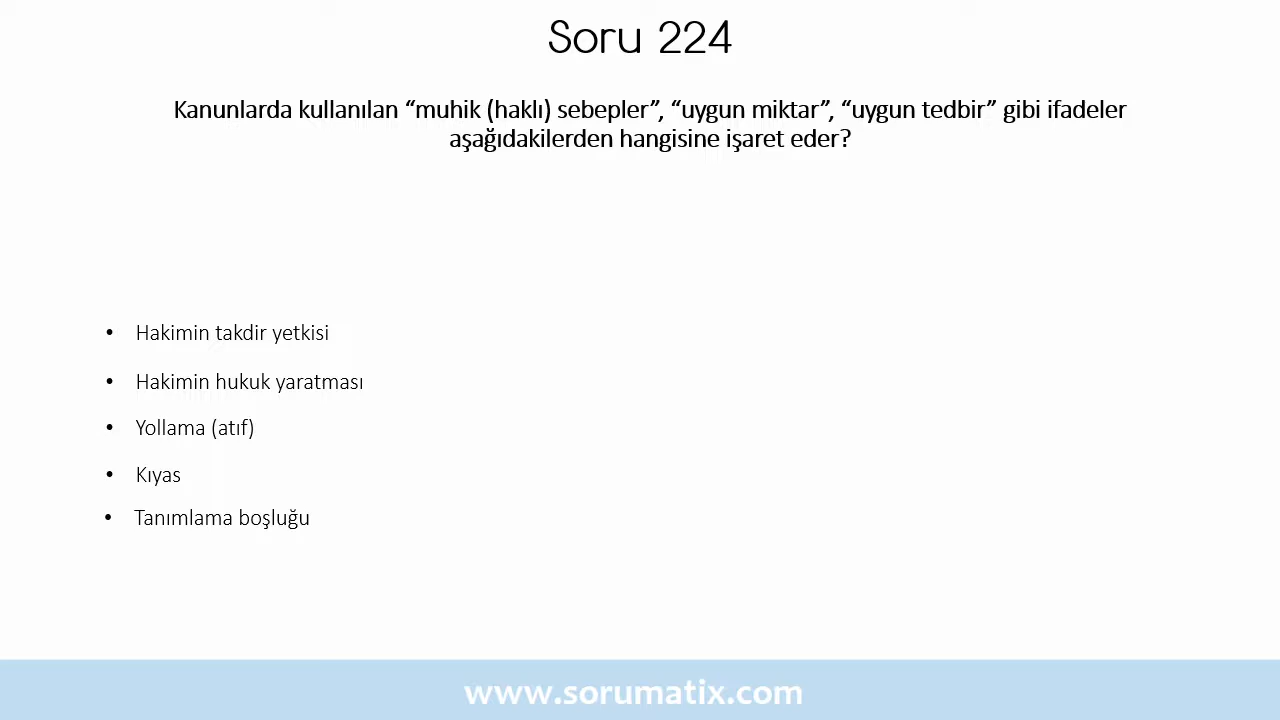 Soru 224
Kanunlarda kullanılan “muhik (haklı) sebepler”, “uygun miktar”, “uygun tedbir” gibi ifadeler
aşağıdakilerden hangisine işaret eder?
• Hakimin takdir yetkisi
• Hakimin hukuk yaratması
• Yollama (atıf)
• Kıyas
• Tanımlama boşluğu
www.sorumatix.com